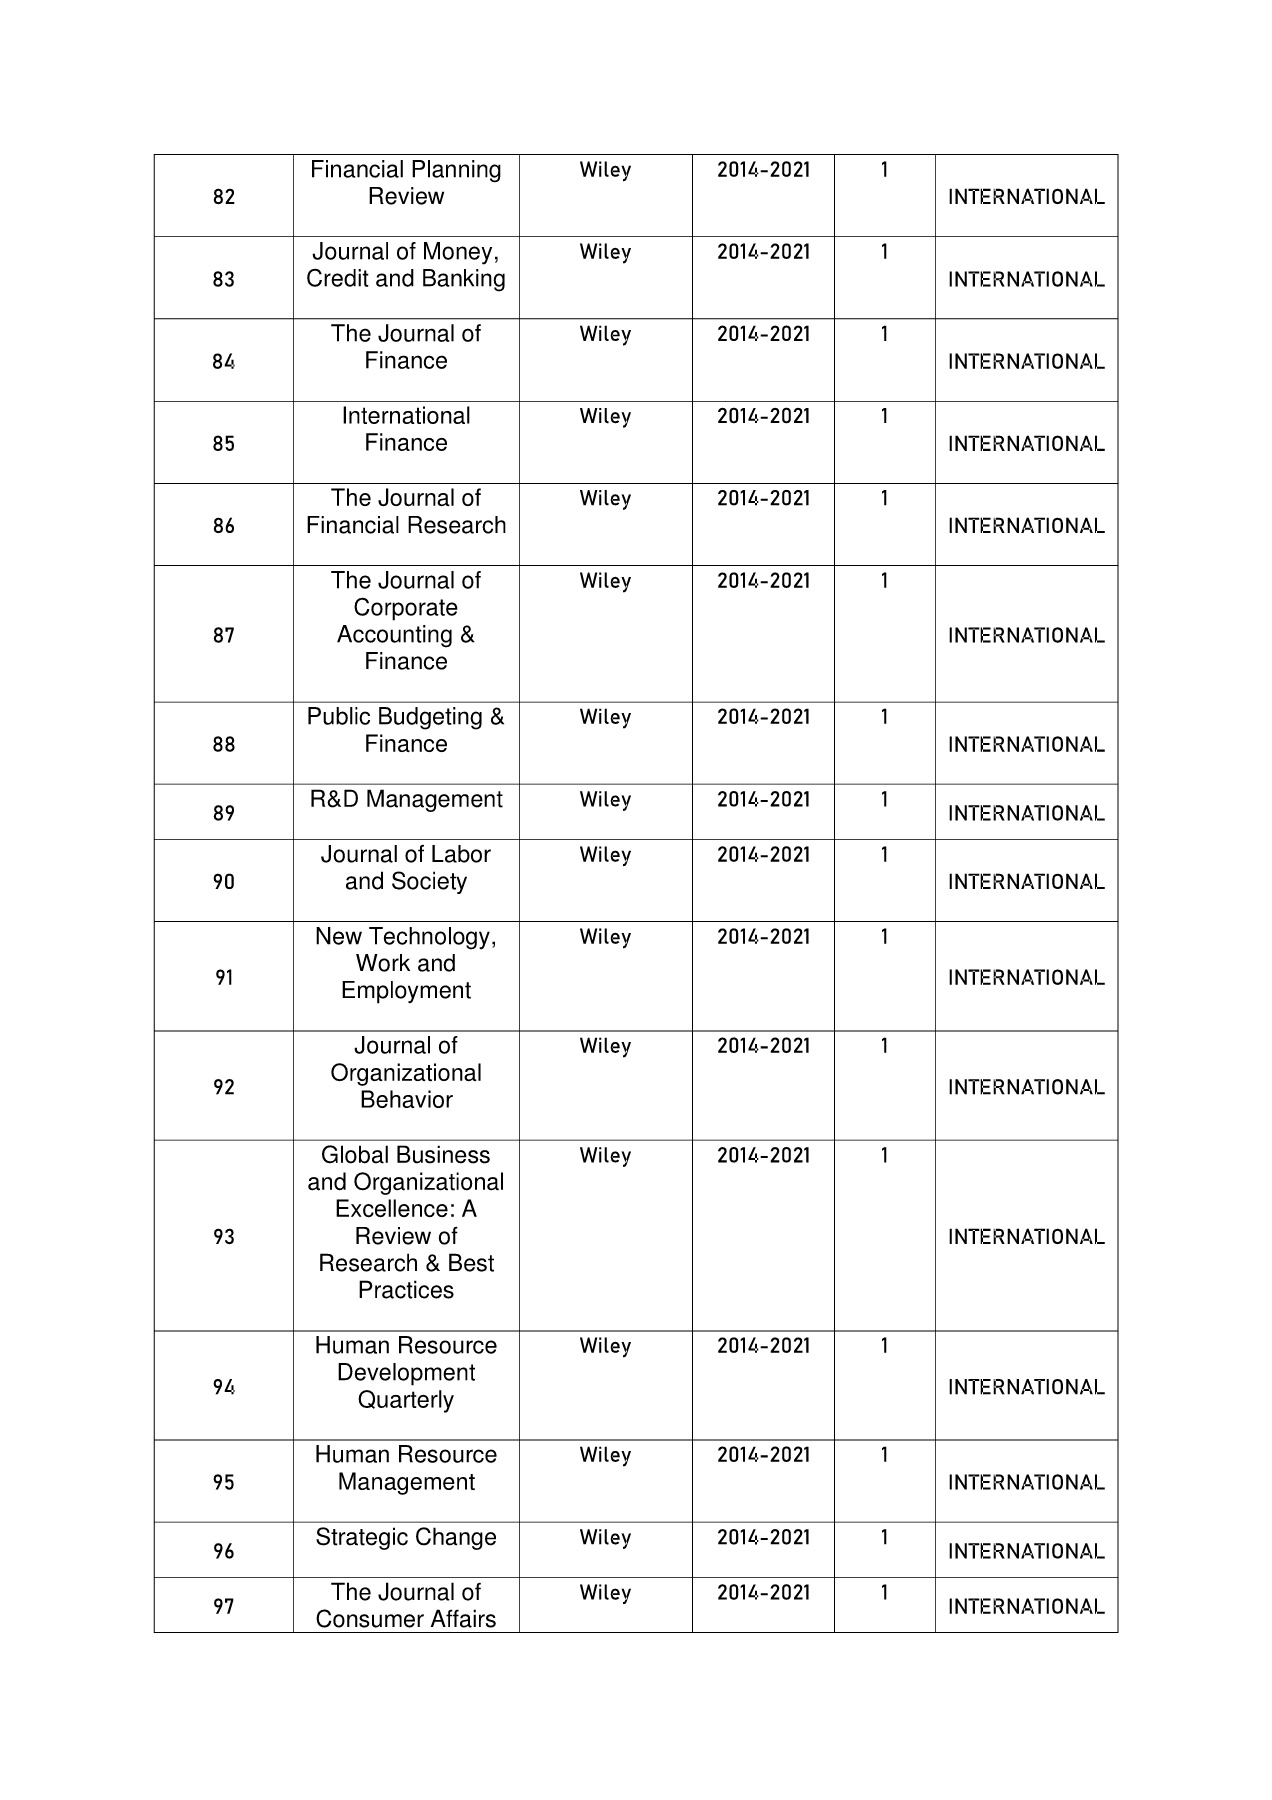 Financial Planning Wiley 2014-2021 1
82 Review INTERNATIONAL
Journal of Money, Wiley 2014-2021 1
83 Credit and Banking INTERNATIONAL
The Journal of Wiley 2014-2021 1
84 Finance INTERNATIONAL
International Wiley 2014-2021 1
85 Finance INTERNATIONAL
The Journal of Wiley 2014-2021 1
86 Financial Research INTERNATIONAL
The Journal of Wiley 2014-2021 1
Corporate
87 Accounting & INTERNATIONAL
Finance
Public Budgeting & Wiley 2014-2021 1
88 Finance INTERNATIONAL
R&D Management Wiley 2014-2021 1
89 INTERNATIONAL
Journal of Labor Wiley 2014-2021 1
90 and Society INTERNATIONAL
New Technology, Wiley 2014-2021 1
Work and
91 INTERNATIONAL
Employment
Journal of Wiley 2014-2021 1
Organizational
92 INTERNATIONAL
Behavior
Global Business Wiley 2014-2021 1
and Organizational
Excellence: A
93 Review of INTERNATIONAL
Research & Best
Practices
Human Resource Wiley 2014-2021 1
Development
94 INTERNATIONAL
Quarterly
Human Resource Wiley 2014-2021 1
95 Management INTERNATIONAL
Strategic Change Wiley 2014-2021 1
96 INTERNATIONAL
The Journal of Wiley 2014-2021 1
97 INTERNATIONAL
Consumer Affairs